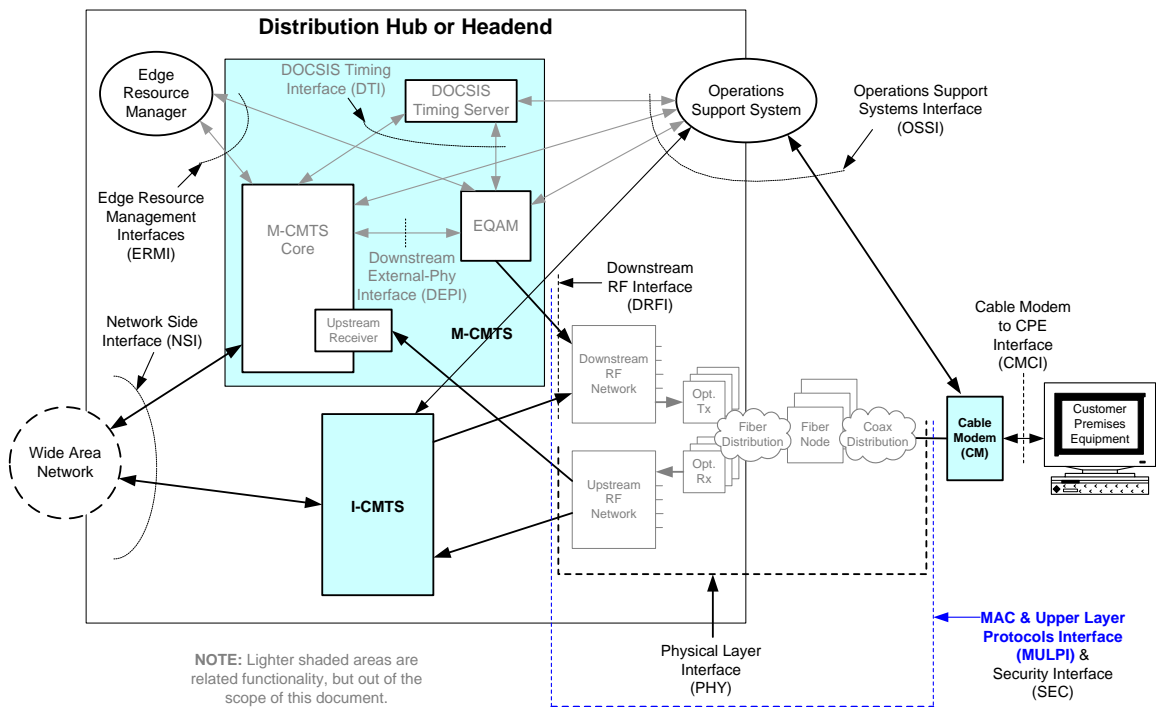 Distribution Hub or Headend
Edge
Resource
Manager
DOCSIS Timing
Interface (DTI)
DOCSIS
Timing Server
Operations
Support System
Operations Support
Systems Interface
(OSSI)
Edge Resource
Management
Interfaces
(ERMI)
M-CMTS
Core
EQAM
Downstream
External-Phy
Interface (DEPI)
Upstream
Receiver
M-CMTS
Downstream
RF Interface
(DRFI)
Network Side
Interface (NSI)
Wide Area
Network
I-CMTS
Downstream
RF
Network
Upstream
RF
Network
Opt.
Tx
Opt.
Rx
Fiber
Distribution
Fiber
Node
Coax
Distribution
Cable
Modem
(CM)
Cable Modem
to CPE
Interface
(CMCI)
Customer
Premises
Equipment
NOTE: Lighter shaded areas are
related functionality, but out of the
scope of this document.
Physical Layer
Interface
(PHY)
MAC & Upper Layer
Protocols Interface
(MULPI) &
Security Interface
(SEC)